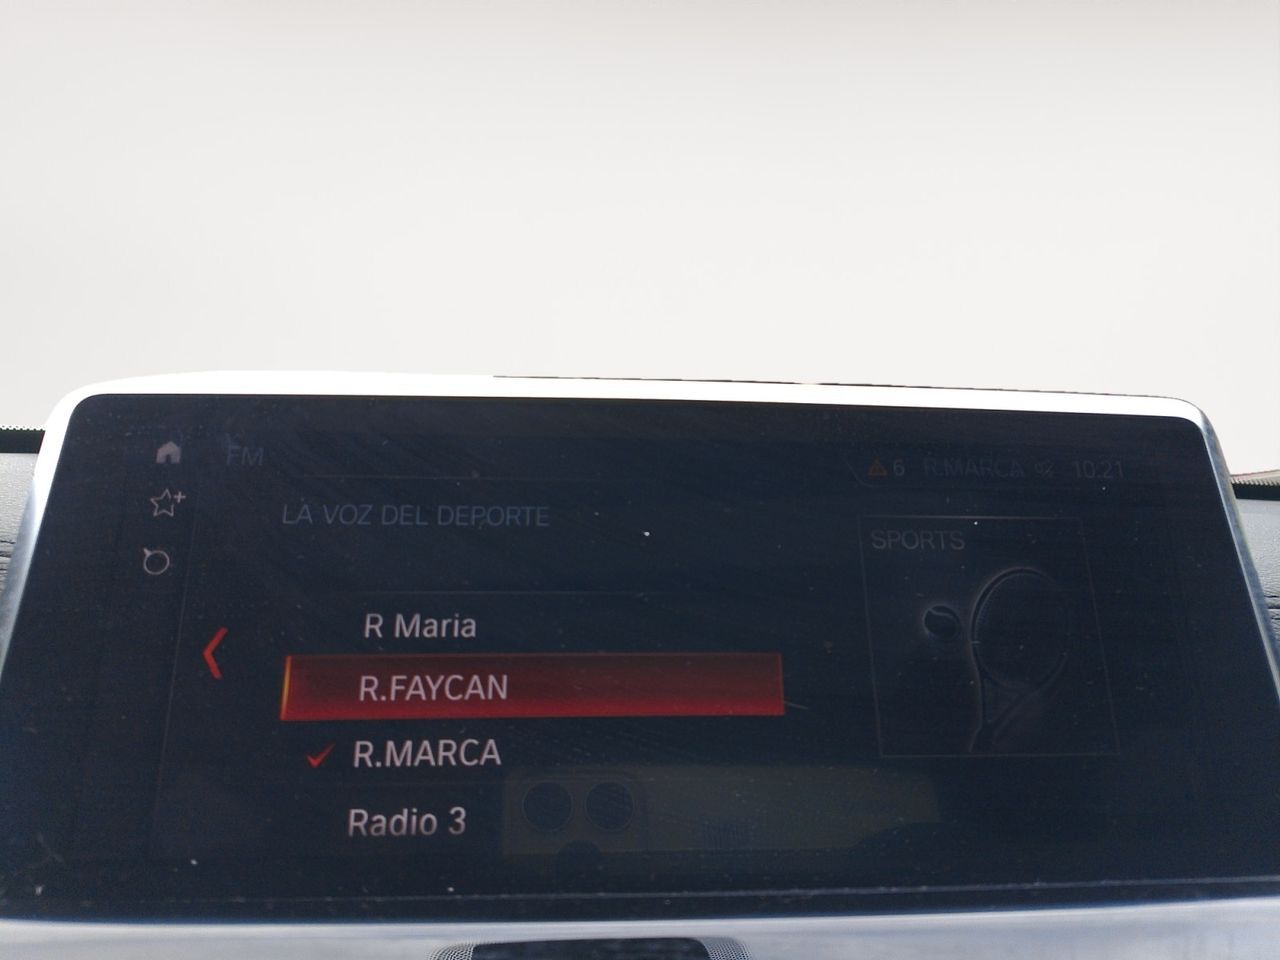 FM
6 R.MARCA 10:21
LA VOZ DEL DEPORTE
SPORTS
R Maria
R.FAYCAN
R.MARCA
Radio 3